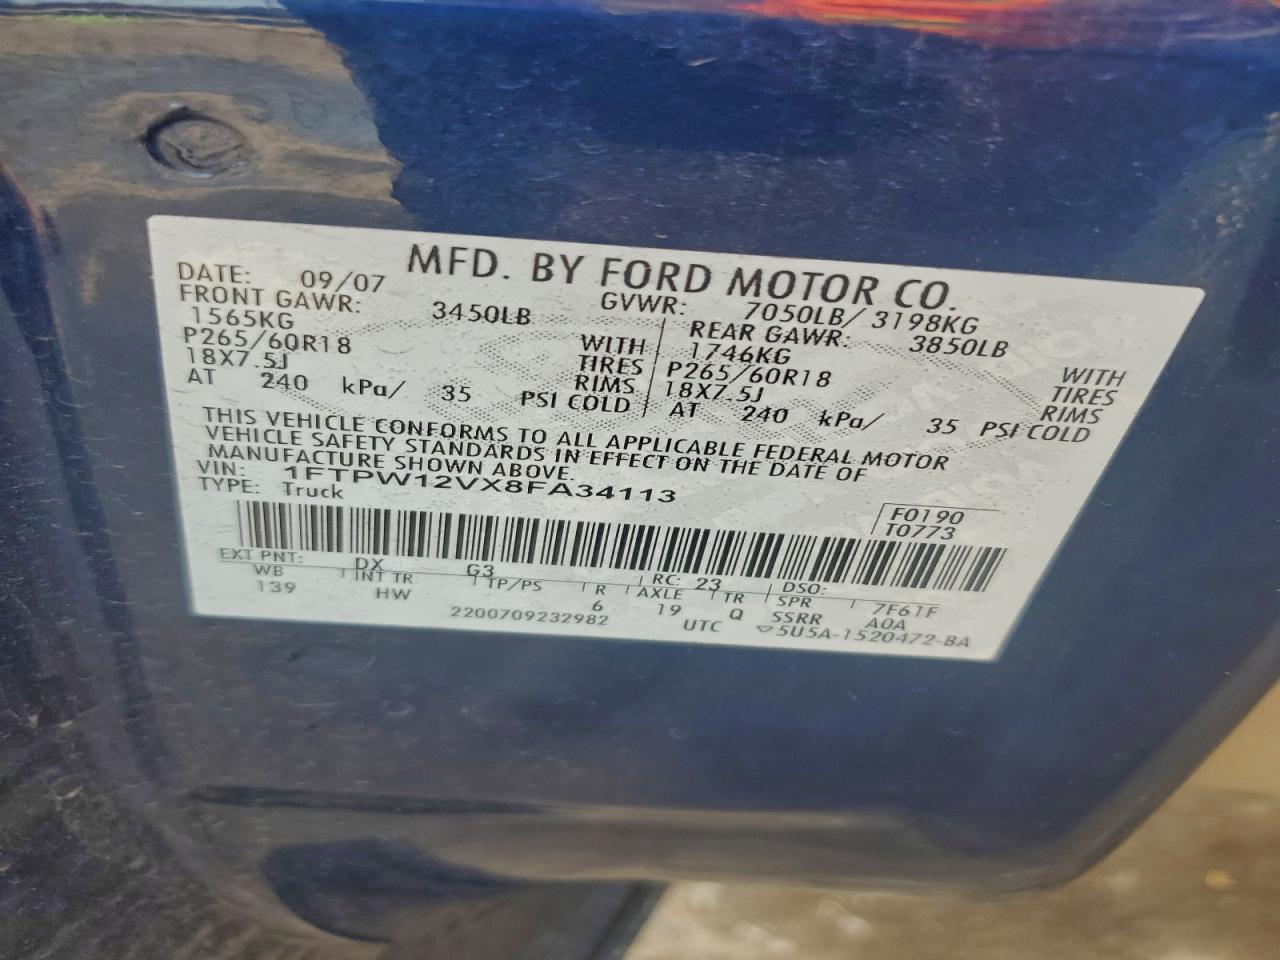 MFD. BY FORD MOTOR CO.
DATE: 09/07 GVWR: 7050LB/ 3198KG
FRONT GAWR: 3450LB REAR GAWR: 3850LB
1565KG WITH 1746KG WITH
P265/60R18 TIRES P265/60R18 TIRES
18X7.5J RIMS 18X7.5J RIMS
AT 240 kPa/ 35 PSI COLD AT 240 kPa/ 35 PSI COLD
THIS VEHICLE CONFORMS TO ALL APPLICABLE FEDERAL MOTOR
VEHICLE SAFETY STANDARDS IN EFFECT ON THE DATE OF
MANUFACTURE SHOWN ABOVE.
VIN: 1FTPW12VX8FA34113
TYPE: Truck F0190
T0773
EXT PNT: DX G3 RC: 23 DSO:
WB INT TR TP/PS R AXLE TR SPR 7F61F
139 HW 6 19 Q SSRR A0A
2200709232982 UTC ▽5U5A-1520472-BA